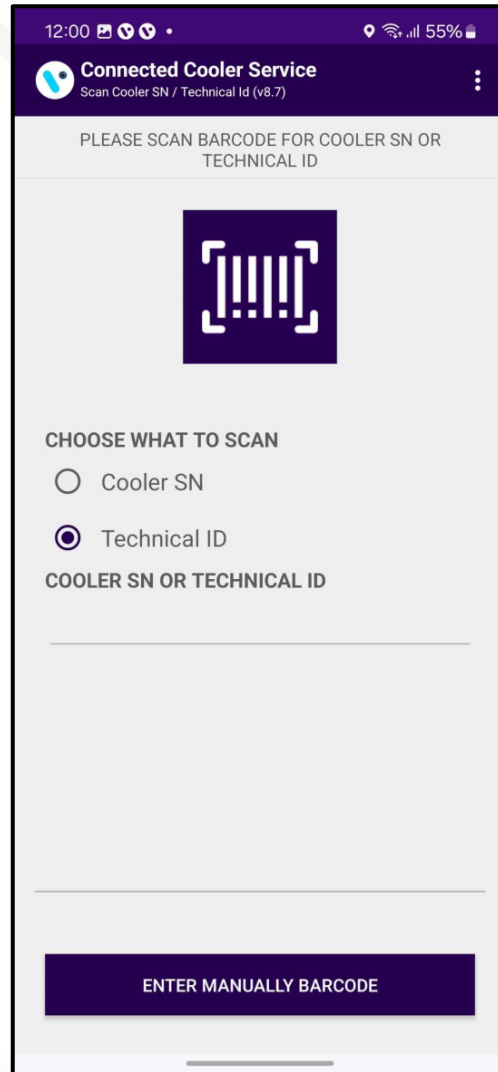 12:00 55%
Connected Cooler Service
Scan Cooler SN / Technical Id (v8.7)
PLEASE SCAN BARCODE FOR COOLER SN OR
TECHNICAL ID
CHOOSE WHAT TO SCAN
Cooler SN
Technical ID
COOLER SN OR TECHNICAL ID
ENTER MANUALLY BARCODE